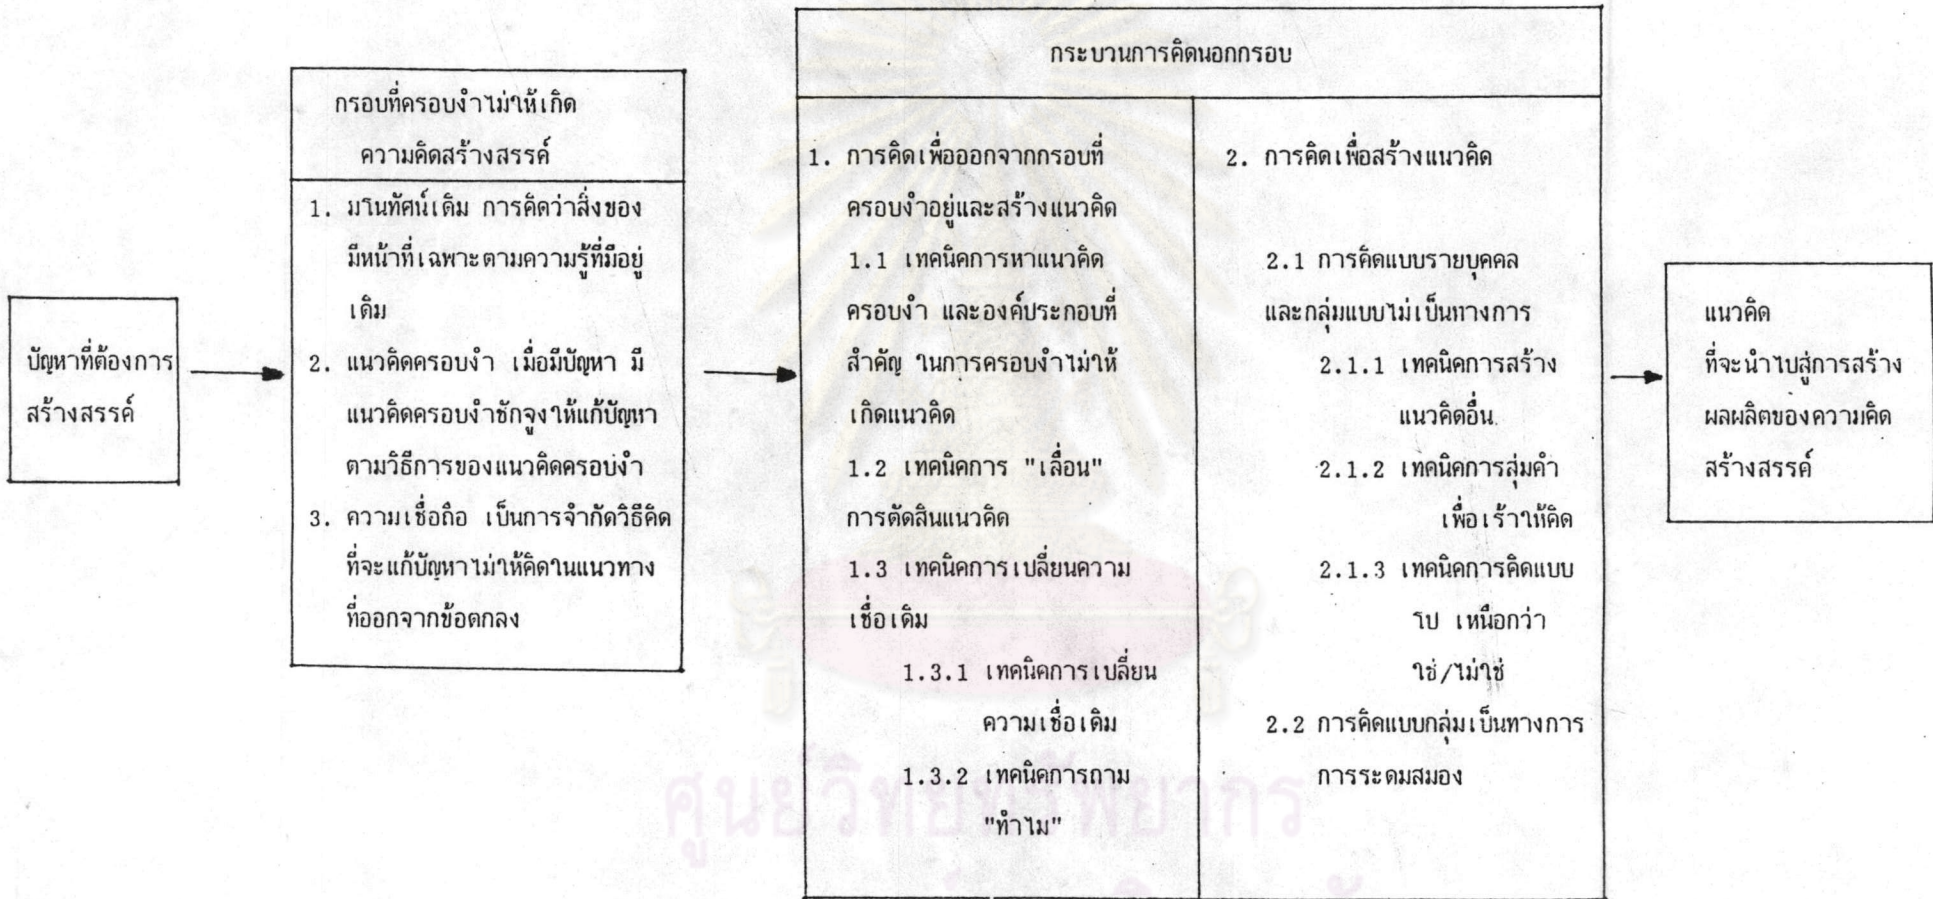 ปัญหาที่ต้องการ
สร้างสรรค์
กรอบที่ครอบงำไม่ให้เกิด
ความคิดสร้างสรรค์
1. มโนทัศน์เดิม การคิดว่าสิ่งของ
มีหน้าที่เฉพาะตามความรู้ที่มีอยู่
เดิม
2. แนวคิดครอบงำ เมื่อมีปัญหา มี
แนวคิดครอบงำชักจูงให้แก้ปัญหา
ตามวิธีการของแนวคิดครอบงำ
3. ความเชื่อถือ เป็นการจำกัดวิธีคิด
ที่จะแก้ปัญหาไม่ให้คิดในแนวทาง
ที่ออกจากข้อตกลง
กระบวนการคิดนอกกรอบ
1. การคิดเพื่อออกจากกรอบที่
ครอบงำอยู่และสร้างแนวคิด
1.1 เทคนิคการหาแนวคิด
ครอบงำ และองค์ประกอบที่
สำคัญ ในการครอบงำไม่ให้
เกิดแนวคิด
1.2 เทคนิคการ "เลื่อน"
การตัดสินแนวคิด
1.3 เทคนิคการเปลี่ยนความ
เชื่อเดิม
1.3.1 เทคนิคการเปลี่ยน
ความเชื่อเดิม
1.3.2 เทคนิคการถาม
"ทำไม"
2. การคิดเพื่อสร้างแนวคิด
2.1 การคิดแบบรายบุคคล
และกลุ่มแบบไม่เป็นทางการ
2.1.1 เทคนิคการสร้าง
แนวคิดอื่น
2.1.2 เทคนิคการสุ่มคำ
เพื่อเร้าให้คิด
2.1.3 เทคนิคการคิดแบบ
โป เหนือกว่า
ใช่/ไม่ใช่
2.2 การคิดแบบกลุ่มเป็นทางการ
การระดมสมอง
แนวคิด
ที่จะนำไปสู่การสร้าง
ผลผลิตของความคิด
สร้างสรรค์
ศูนย์วิทยทรัพยากร